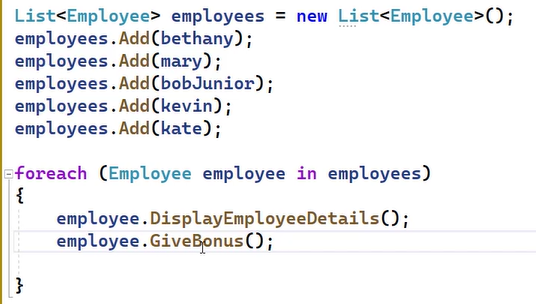 List<Employee> employees = new List<Employee>();
employees.Add(bethany);
employees.Add(mary);
employees.Add(bobJunior);
employees.Add(kevin);
employees.Add(kate);
foreach (Employee employee in employees)
{
employee.DisplayEmployeeDetails();
employee.GiveBonus();
}